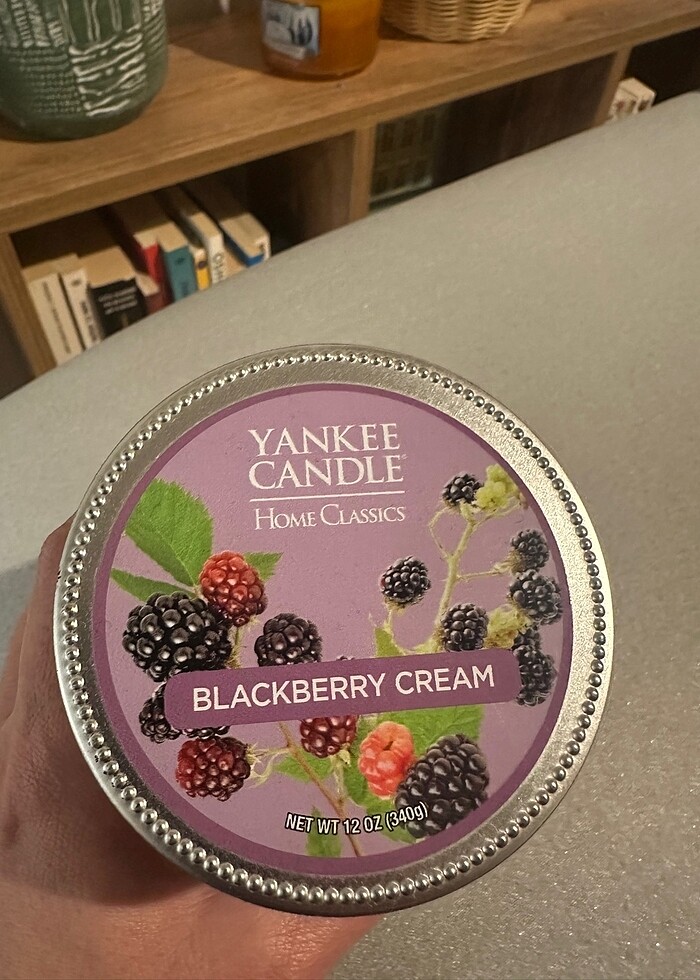 YANKEE
CANDLE®
HOME CLASSICS
BLACKBERRY CREAM
NET WT 12 OZ (340g)